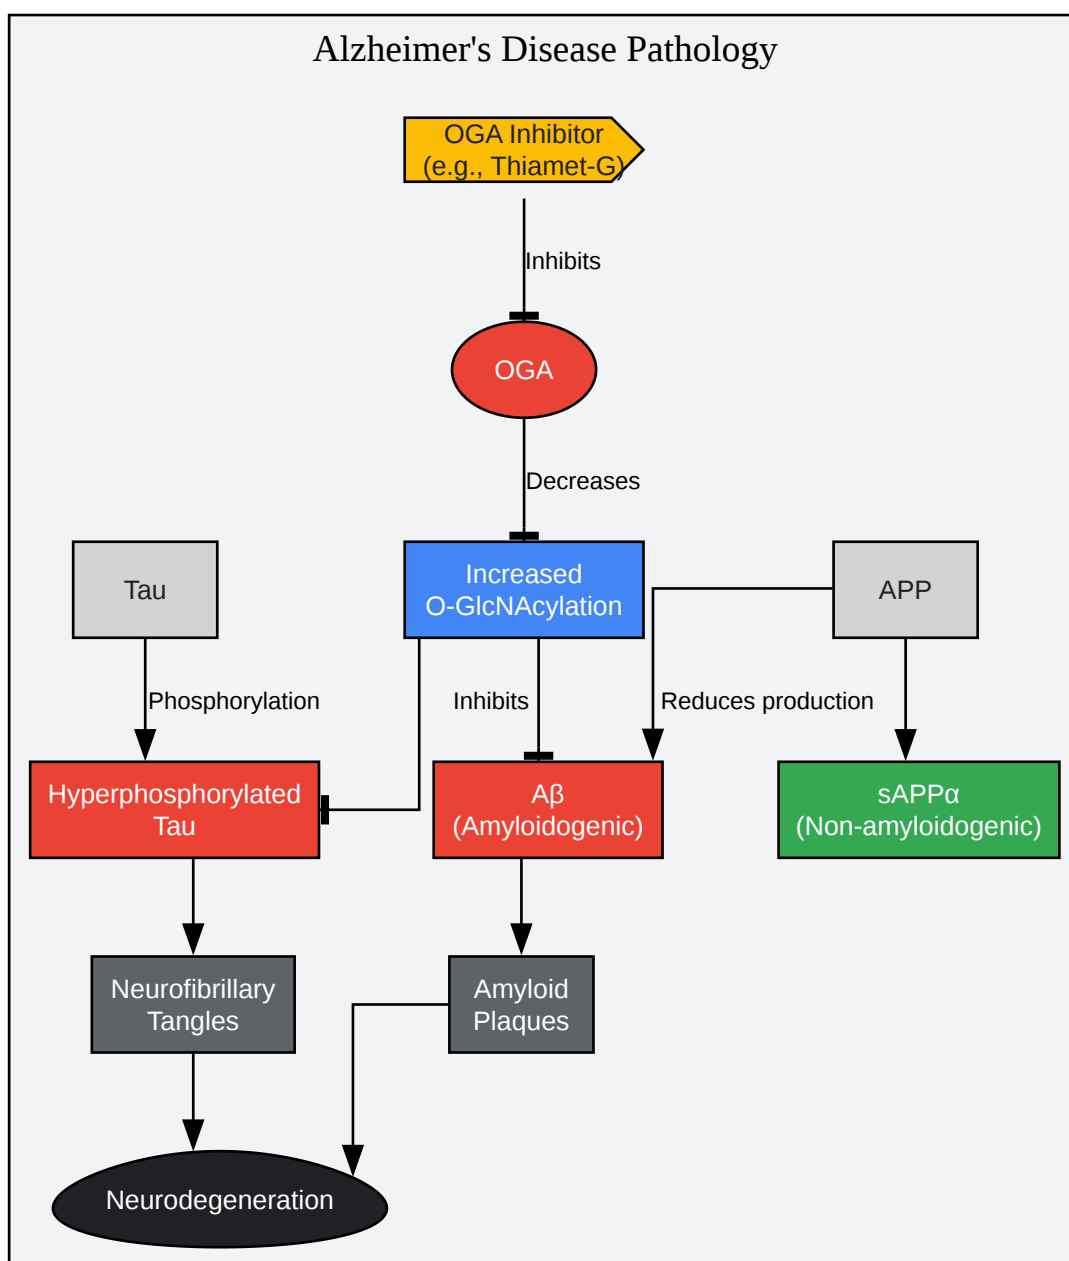 Alzheimer's Disease Pathology
OGA Inhibitor
(e.g., Thiamet-G)
Inhibits
OGA
Decreases
Tau
Increased
O-GlcNAcylation
APP
Phosphorylation
Inhibits
Reduces production
Hyperphosphorylated
Tau
Aβ
(Amyloidogenic)
sAPPα
(Non-amyloidogenic)
Neurofibrillary
Tangles
Amyloid
Plaques
Neurodegeneration